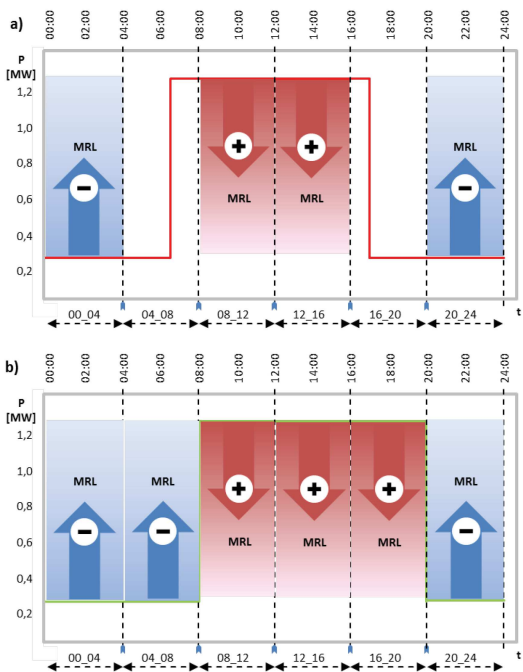 00:00 02:00 04:00 06:00 08:00 10:00 12:00 14:00 16:00 18:00 20:00 22:00 24:00
a)
P
[MW]
1,2
1,0
0,8
0,6
0,4
0,2
MRL MRL
+ +
− −
MRL MRL
t
00_04 04_08 08_12 12_16 16_20 20_24
00:00 02:00 04:00 06:00 08:00 10:00 12:00 14:00 16:00 18:00 20:00 22:00 24:00
b)
P
[MW]
1,2
1,0
0,8
0,6
0,4
0,2
MRL MRL MRL
+ + +
− − −
MRL MRL MRL
t
00_04 04_08 08_12 12_16 16_20 20_24